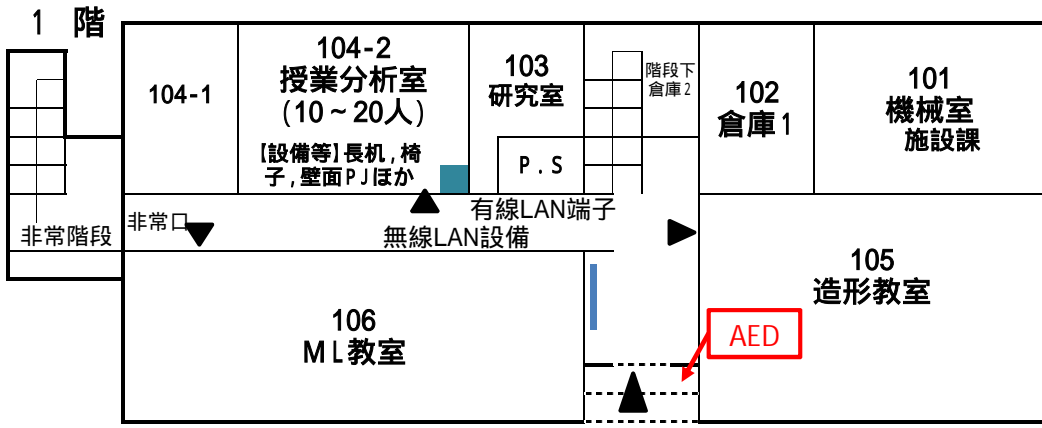 1 階
104-1
104-2
授業分析室
(10~20人)
【設備等】長机,椅
子,壁面PJほか
103
研究室
P.S
階段下
倉庫2
102
倉庫1
101
機械室
施設課
非常階段
非常口
有線LAN端子
無線LAN設備
106
ML教室
105
造形教室
AED